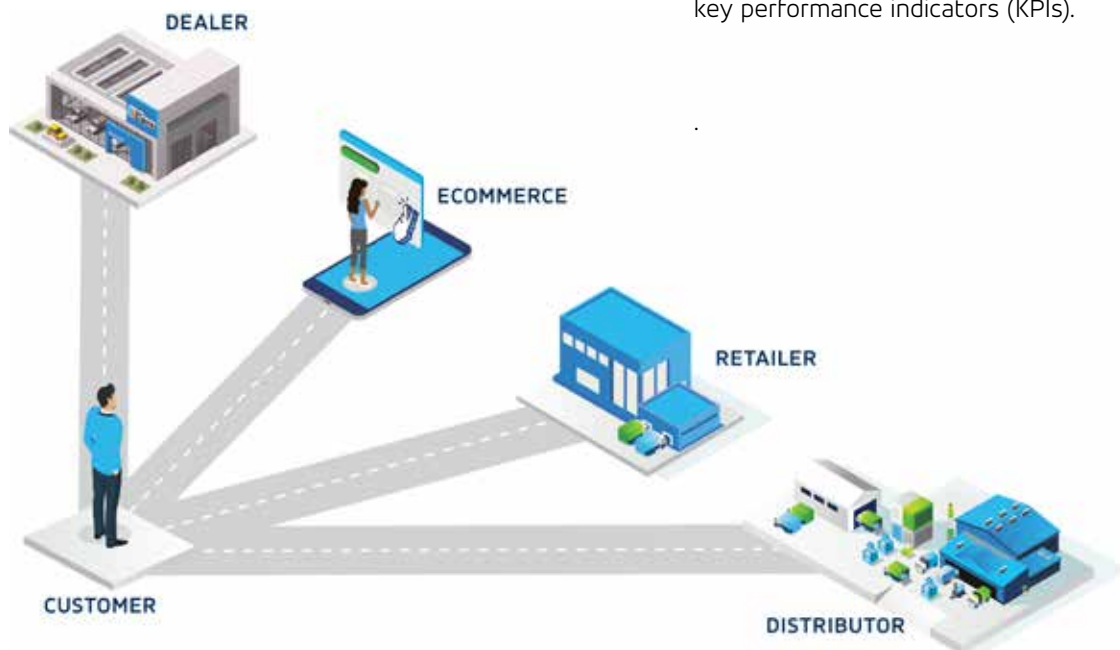 key performance indicators (KPIs).
DEALER
.
ECOMMERCE
RETAILER
CUSTOMER
DISTRIBUTOR